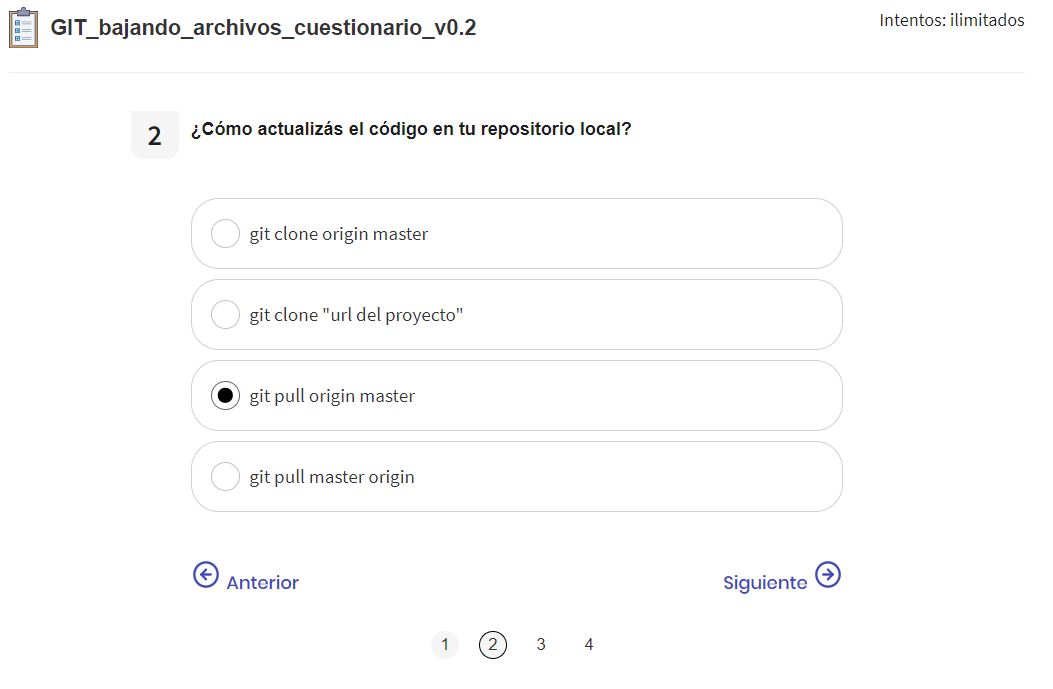 GIT_bajando_archivos_cuestionario_v0.2
Intentos: ilimitados
2
¿Cómo actualizás el código en tu repositorio local?
git clone origin master
git clone "url del proyecto"
git pull origin master
git pull master origin
Anterior
Siguiente
1 2 3 4